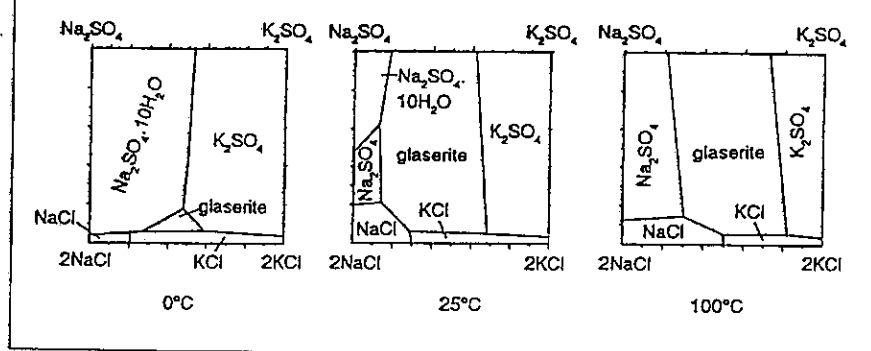 Na2SO4 K2SO4
Na2SO4·10H2O
K2SO4
glaserite
NaCl
KCl
2NaCl 2KCl
0°C
Na2SO4 K2SO4
Na2SO4·
10H2O
K2SO4
glaserite
Na2SO4
KCl
NaCl
2NaCl 2KCl
25°C
Na2SO4 K2SO4
Na2SO4
glaserite
K2SO4
KCl
NaCl
2NaCl 2KCl
100°C